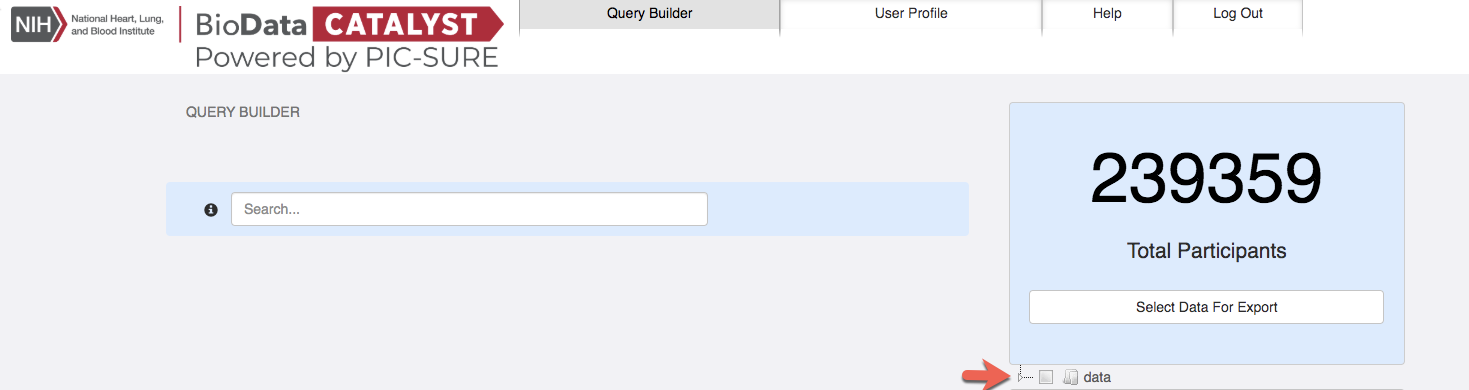 NIH
National Heart, Lung,
and Blood Institute
BioData CATALYST
Powered by PIC-SURE
Query Builder
User Profile
Help
Log Out
QUERY BUILDER
Search...
239359
Total Participants
Select Data For Export
data